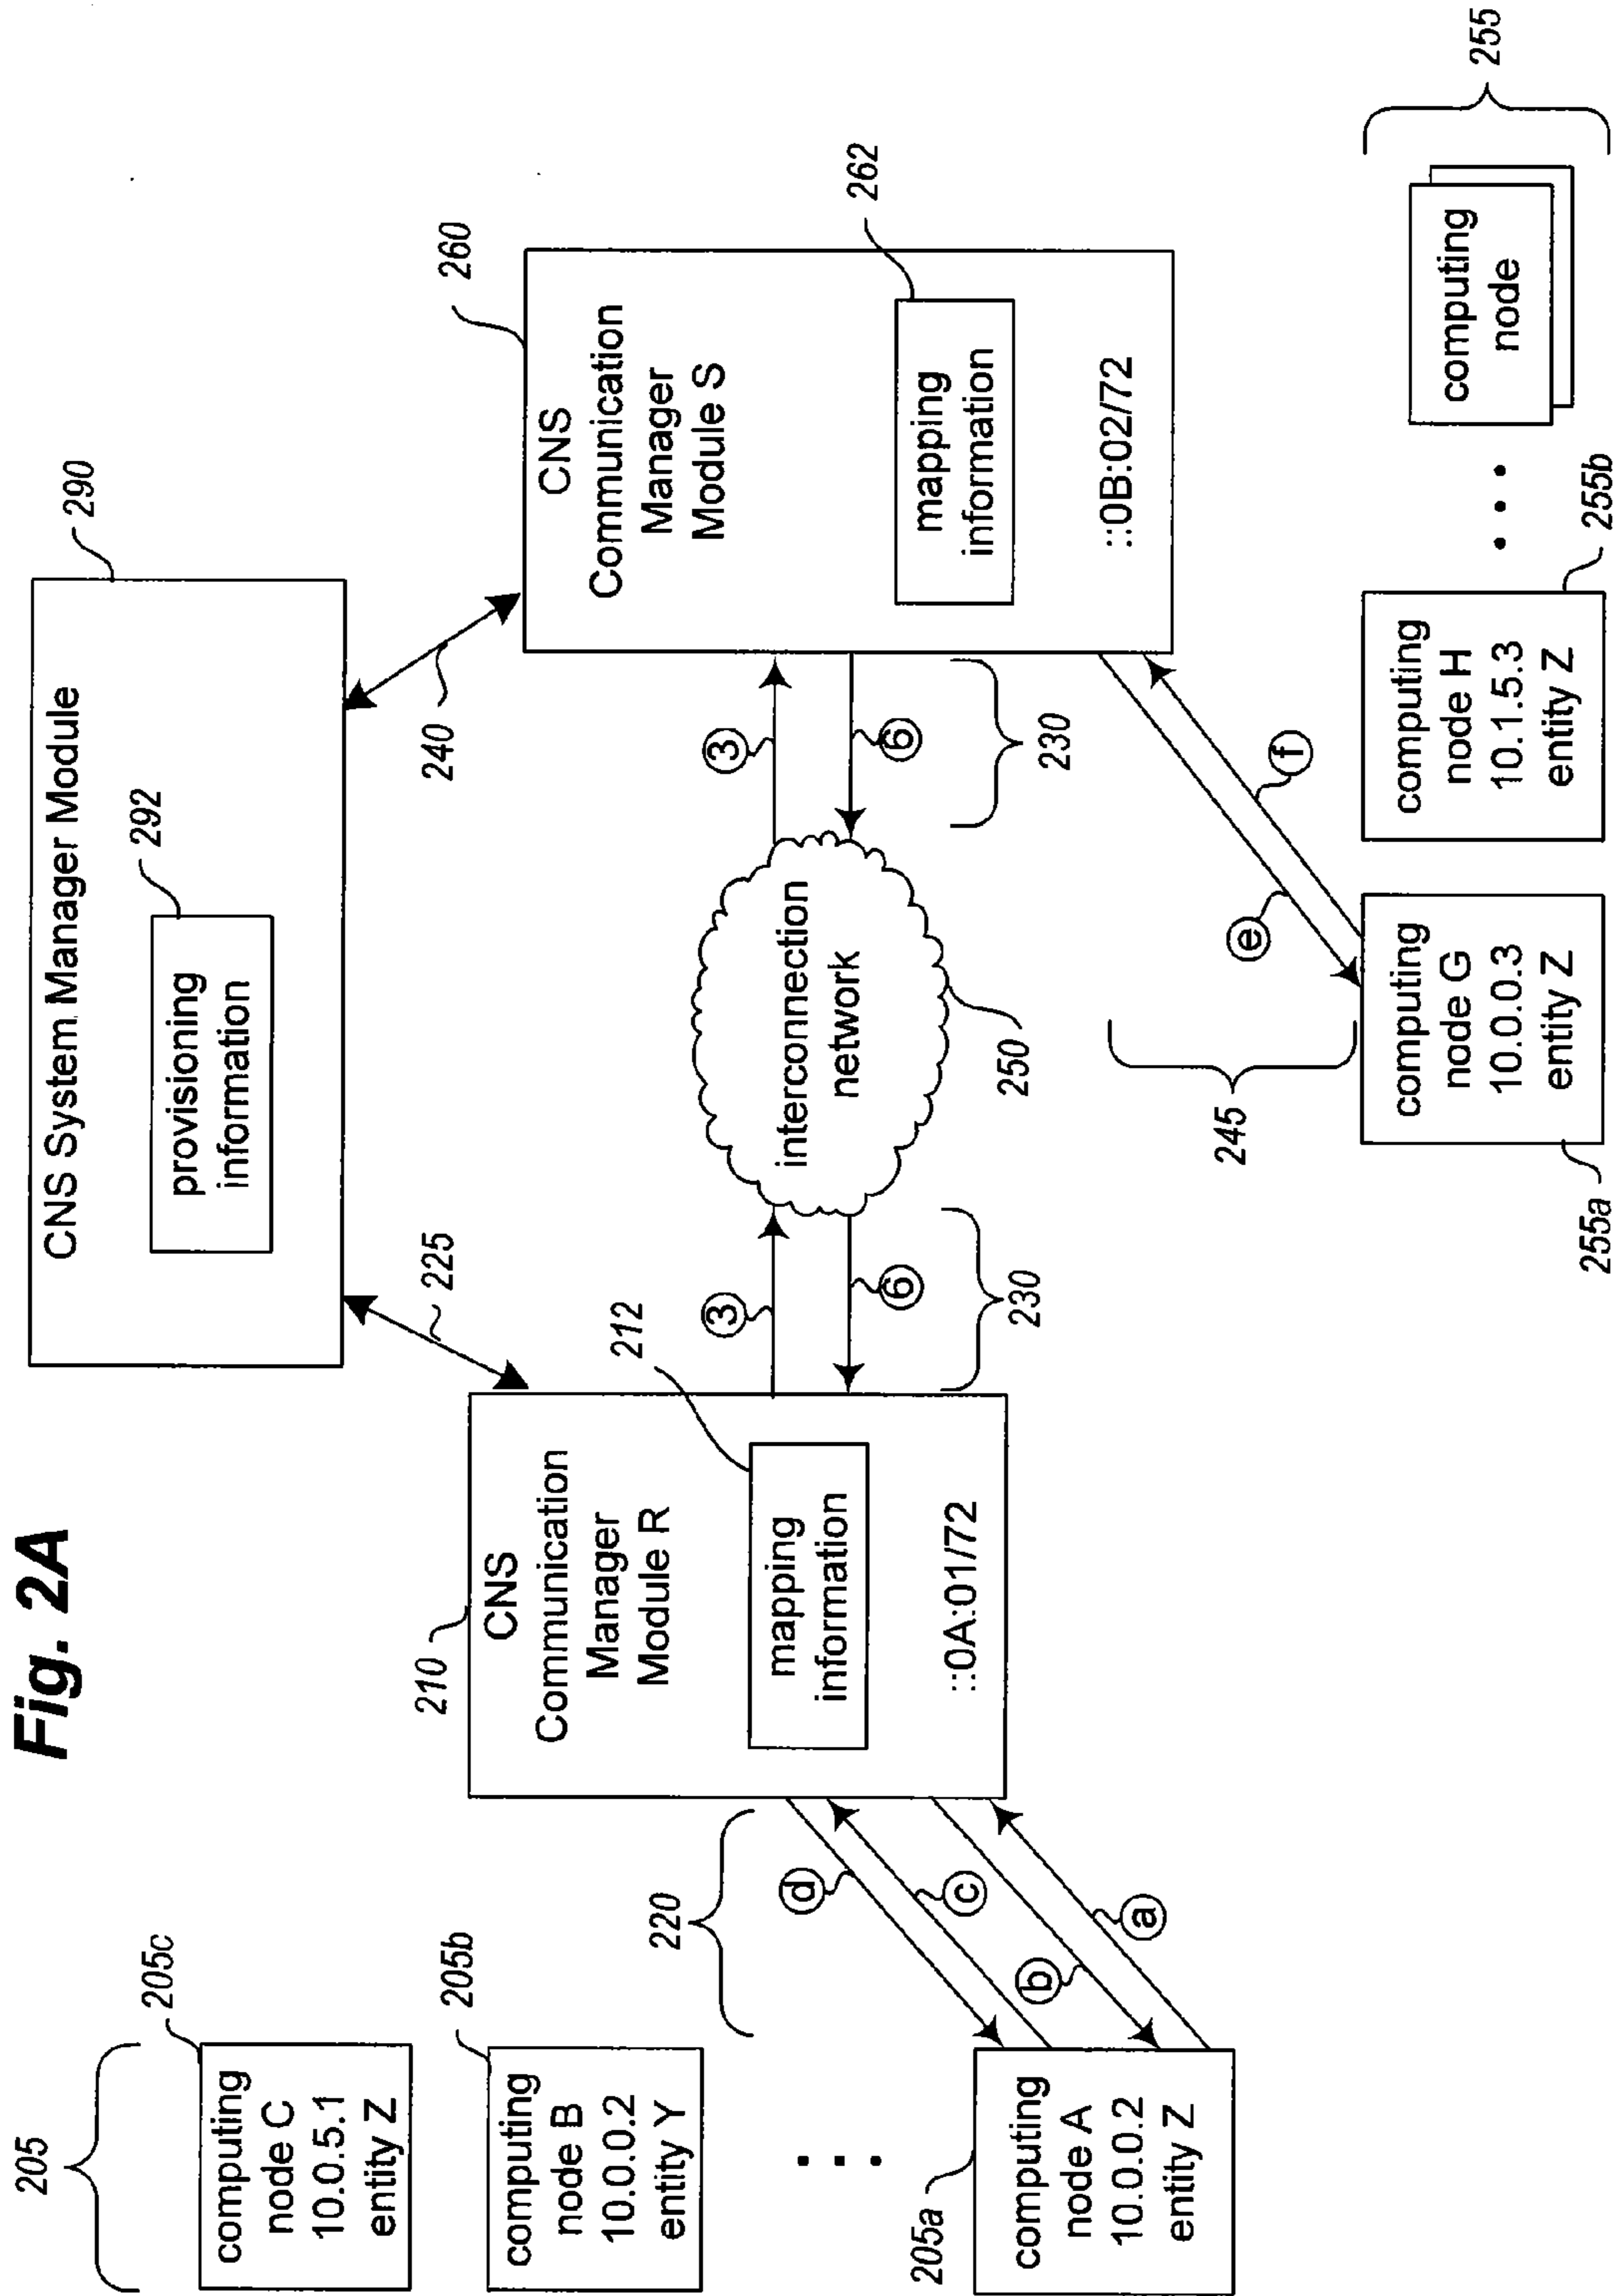 Fig. 2A
205
computing
node C
10.0.5.1
entity Z
205c
computing
node B
10.0.0.2
entity Y
205b
computing
node A
10.0.0.2
entity Z
205a
220
d
c
b
a
210
CNS
Communication
Manager
Module R
mapping
information
212
::0A:01/72
225
CNS System Manager Module
290
provisioning
information
292
240
3
6
230
interconnection
network
250
3
6
230
260
CNS
Communication
Manager
Module S
mapping
information
262
::0B:02/72
245
e
f
computing
node G
10.0.0.3
entity Z
255a
computing
node H
10.1.5.3
entity Z
255b
computing
node
255